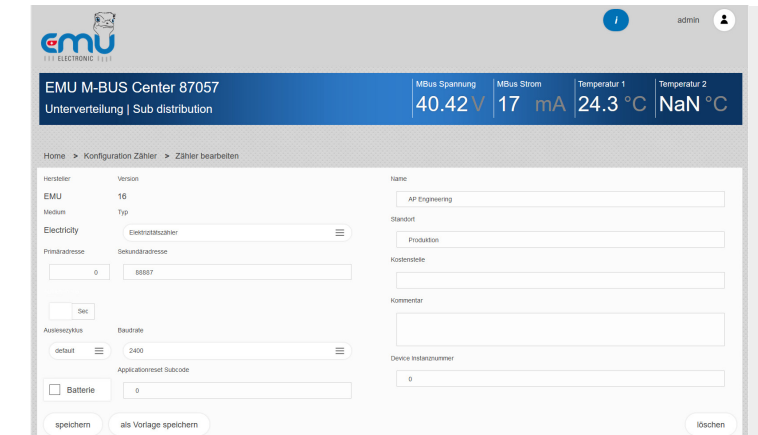 emu
ELECTRONIC
i
admin
EMU M-BUS Center 87057
Unterverteilung | Sub distribution
MBus Spannung
40.42 V
MBus Strom
17 mA
Temperatur 1
24.3 °C
Temperatur 2
NaN °C
Home > Konfiguration Zähler > Zähler bearbeiten
Hersteller Version
EMU 16
Medium Typ
Electricity Elektrizitätszähler
Primäradresse Sekundäradresse
0 88887
Sec
Auslesezyklus Baudrate
default 2400
Applicationreset Subcode
Batterie 0
Name
AP Engineering
Standort
Produktion
Kostenstelle
Kommentar
Device Instanznummer
0
speichern als Vorlage speichern löschen